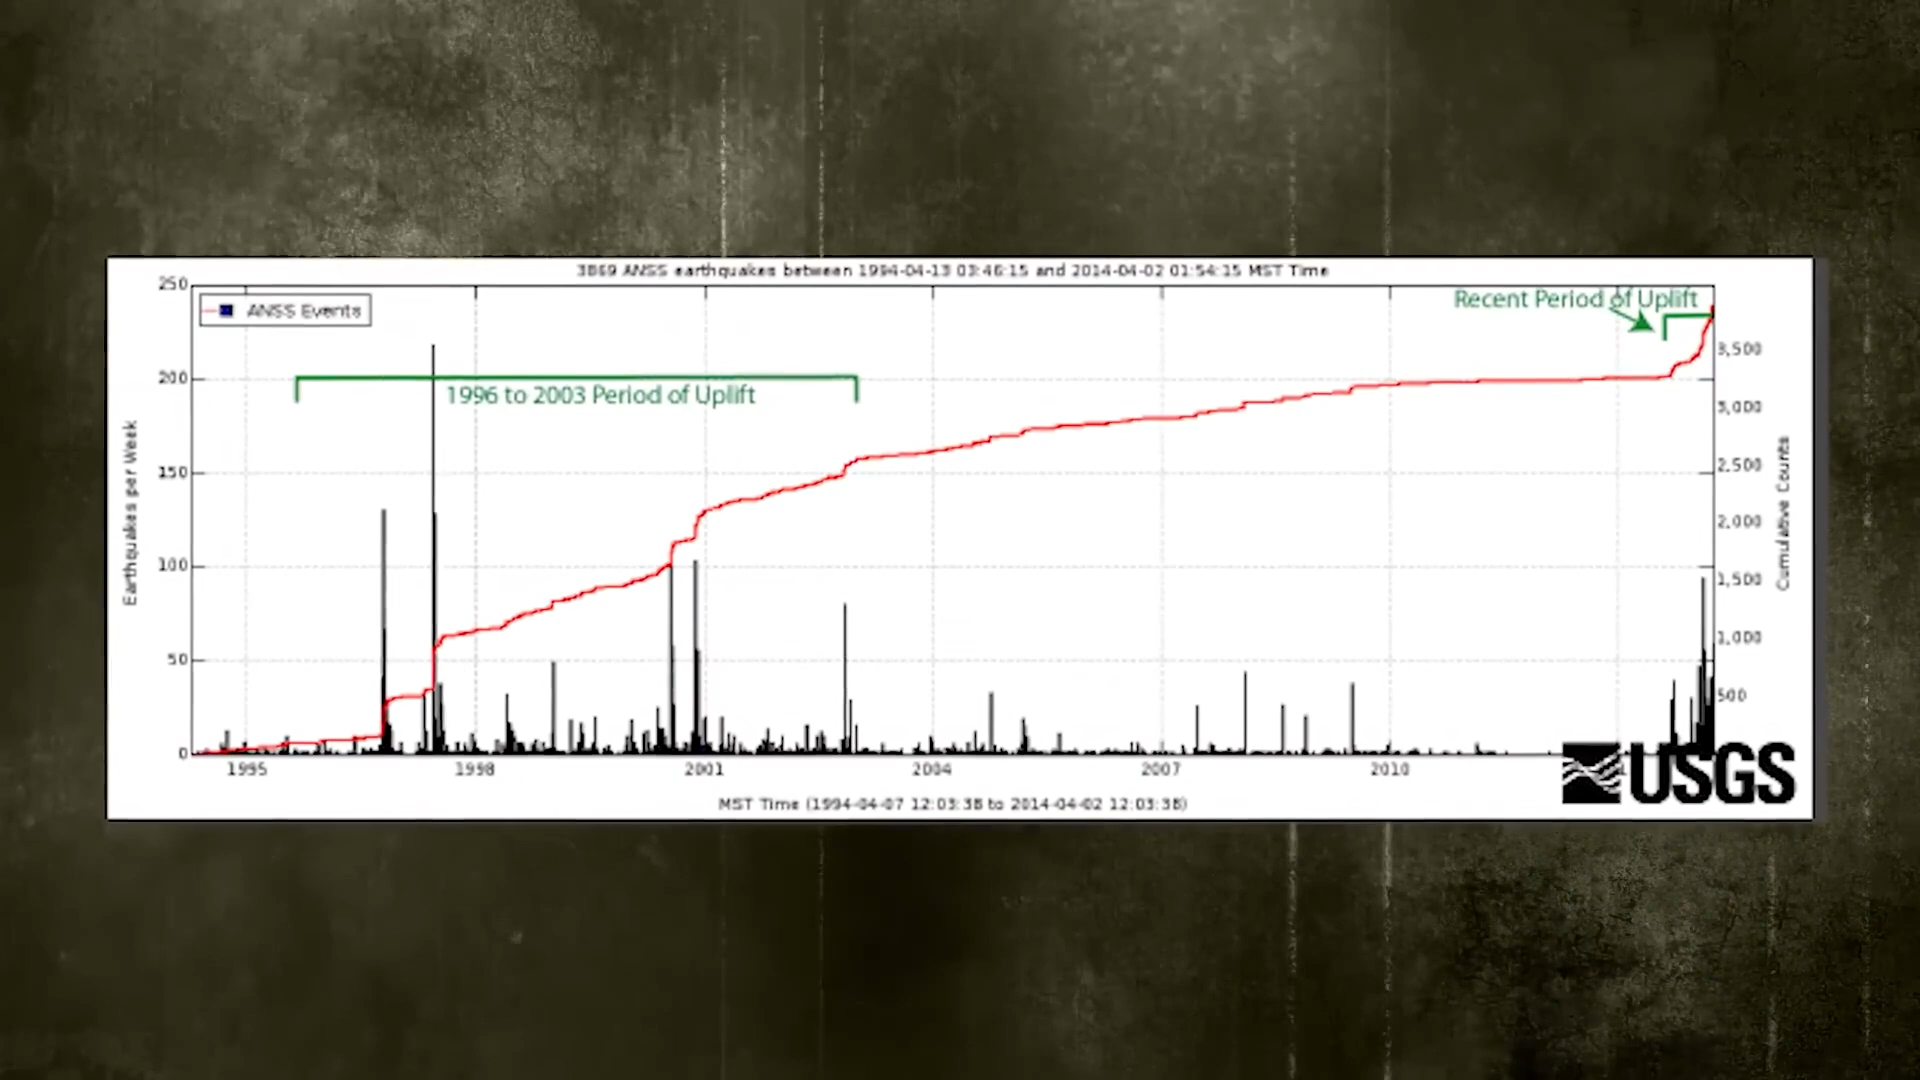 3869 ANSS earthquakes between 1994-04-13 03:46:15 and 2014-04-02 01:54:15 MST Time
250
200
150
100
50
0
Earthquakes per Week
ANSS Events
1996 to 2003 Period of Uplift
Recent Period of Uplift
3,500
3,000
2,500
2,000
1,500
1,000
500
Cumulative Counts
1995 1998 2001 2004 2007 2010
MST Time (1994-04-07 12:03:38 to 2014-04-02 12:03:38)
USGS